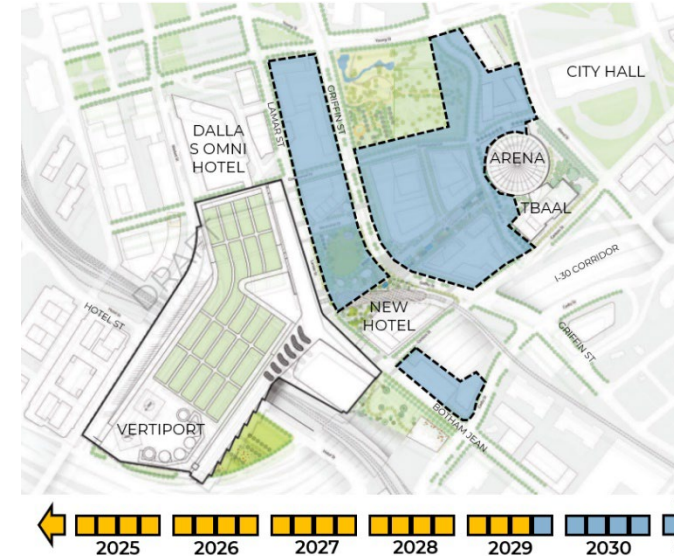 CITY HALL
LAMAR ST.
GRIFFIN ST.
DALLA
S OMNI
HOTEL
ARENA
TBAAL
I-30 CORRIDOR
DRAFT
HOTEL ST.
NEW
HOTEL
GRIFFIN ST.
VERTIPORT
BOTHAM JEAN
2025 2026 2027 2028 2029 2030